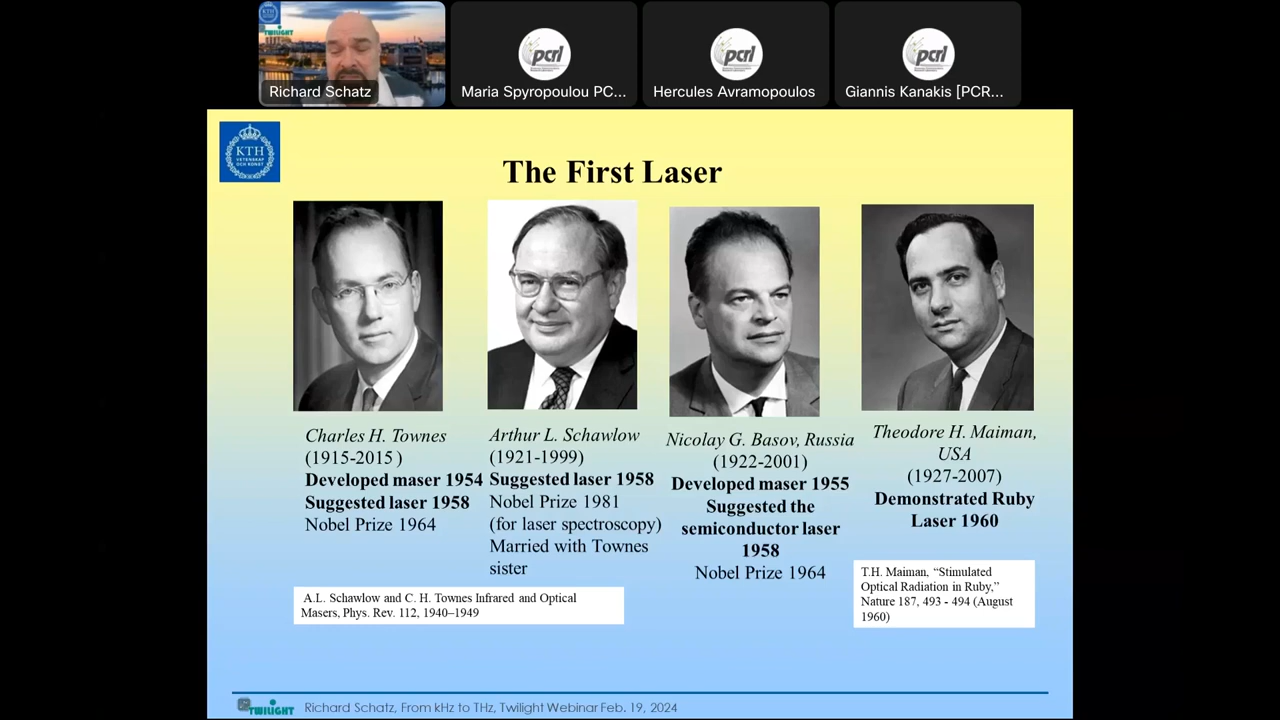 TWILIGHT
Richard Schatz
pcrl
Maria Spyropoulou PC...
pcrl
Hercules Avramopoulos
pcrl
Giannis Kanakis [PCR...
KTH
VETENSKAP
OCH KONST
The First Laser
Charles H. Townes
(1915-2015 )
Developed maser 1954
Suggested laser 1958
Nobel Prize 1964
Arthur L. Schawlow
(1921-1999)
Suggested laser 1958
Nobel Prize 1981
(for laser spectroscopy)
Married with Townes
sister
Nicolay G. Basov, Russia
(1922-2001)
Developed maser 1955
Suggested the
semiconductor laser
1958
Nobel Prize 1964
Theodore H. Maiman,
USA
(1927-2007)
Demonstrated Ruby
Laser 1960
A.L. Schawlow and C. H. Townes Infrared and Optical
Masers, Phys. Rev. 112, 1940–1949
T.H. Maiman, “Stimulated
Optical Radiation in Ruby,”
Nature 187, 493 - 494 (August
1960)
TWILIGHT
Richard Schatz, From kHz to THz, Twilight Webinar Feb. 19, 2024